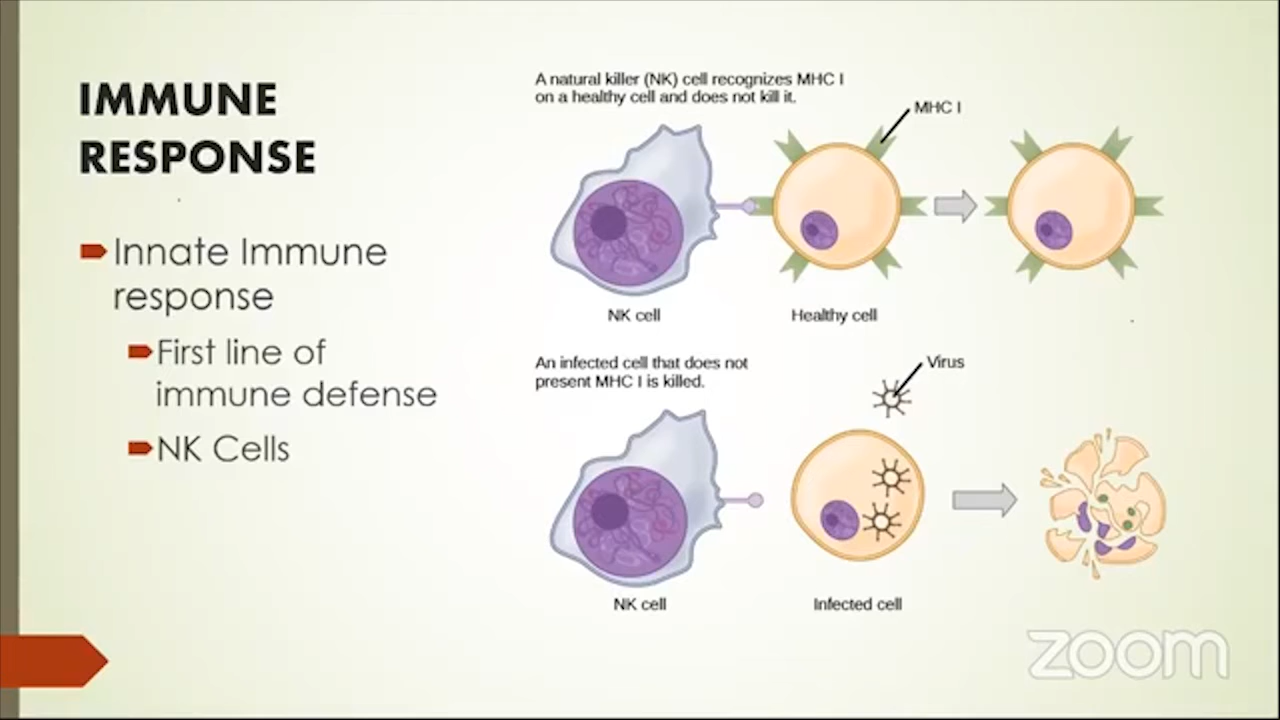 IMMUNE
RESPONSE
Innate Immune
response
First line of
immune defense
NK Cells
A natural killer (NK) cell recognizes MHC I
on a healthy cell and does not kill it.
MHC I
NK cell
Healthy cell
An infected cell that does not
present MHC I is killed.
Virus
NK cell
Infected cell
zoom